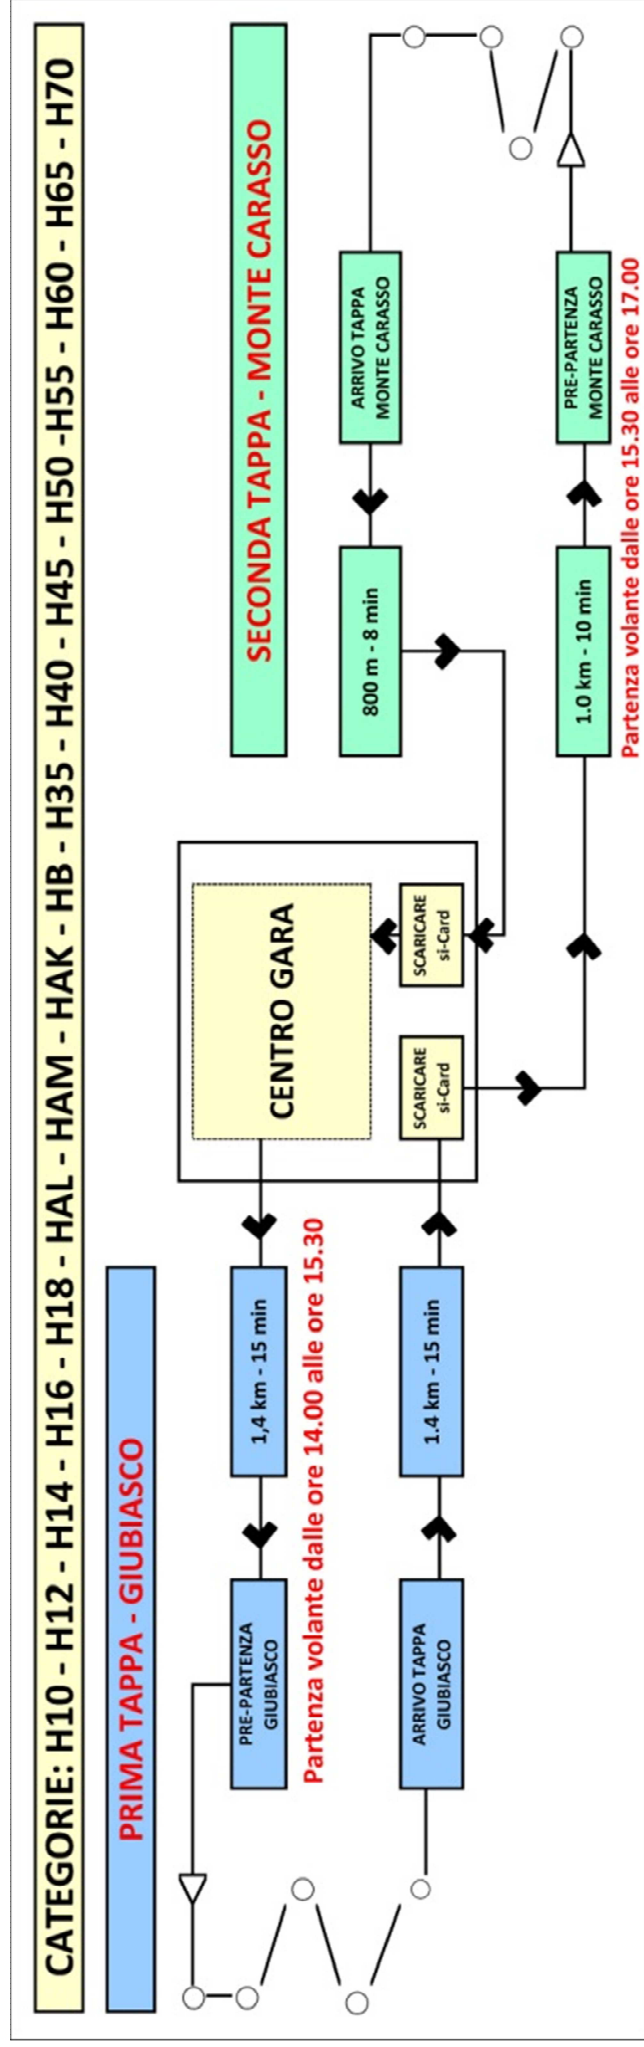 CATEGORIE: H10 - H12 - H14 - H16 - H18 - HAL - HAM - HAK - HB - H35 - H40 - H45 - H50 -H55 - H60 - H65 - H70
PRIMA TAPPA - GIUBIASCO
SECONDA TAPPA - MONTE CARASSO
PRE-PARTENZA
GIUBIASCO
1,4 km - 15 min
CENTRO GARA
Partenza volante dalle ore 14.00 alle ore 15.30
ARRIVO TAPPA
GIUBIASCO
1.4 km - 15 min
SCARICARE
si-Card
SCARICARE
si-Card
800 m - 8 min
ARRIVO TAPPA
MONTE CARASSO
1.0 km - 10 min
PRE-PARTENZA
MONTE CARASSO
Partenza volante dalle ore 15.30 alle ore 17.00